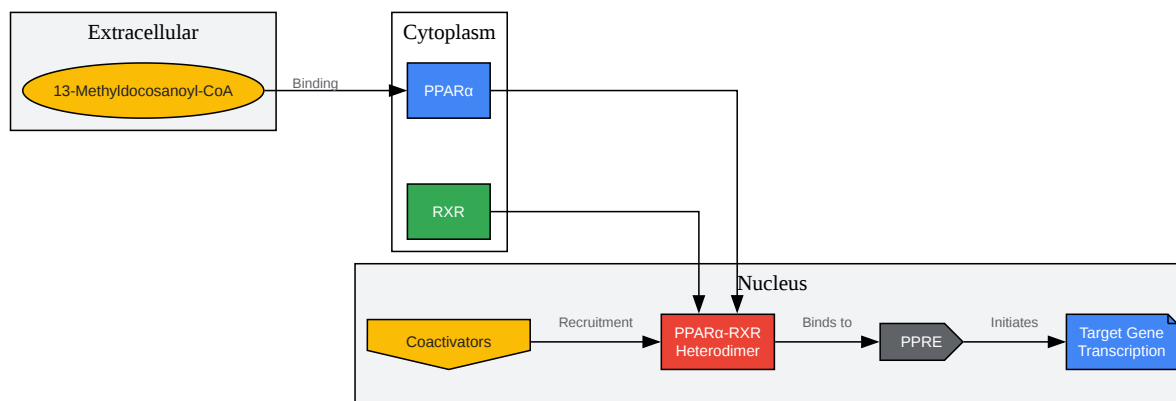 Extracellular
Cytoplasm
13-Methyldocosanoyl-CoA
Binding
PPARα
RXR
Nucleus
Coactivators
Recruitment
PPARα-RXR
Heterodimer
Binds to
PPRE
Initiates
Target Gene
Transcription